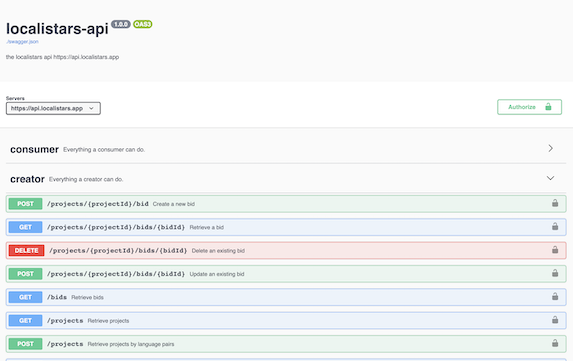 localistars-api 1.0.0 OAS3
/swagger.json
the localistars api https://api.localistars.app
Servers
https://api.localistars.app
Authorize
consumer Everything a consumer can do.
creator Everything a creator can do.
POST /projects/{projectId}/bid Create a new bid
GET /projects/{projectId}/bids/{bidId} Retrieve a bid
DELETE /projects/{projectId}/bids/{bidId} Delete an existing bid
POST /projects/{projectId}/bids/{bidId} Update an existing bid
GET /bids Retrieve bids
GET /projects Retrieve projects
POST /projects Retrieve projects by language pairs